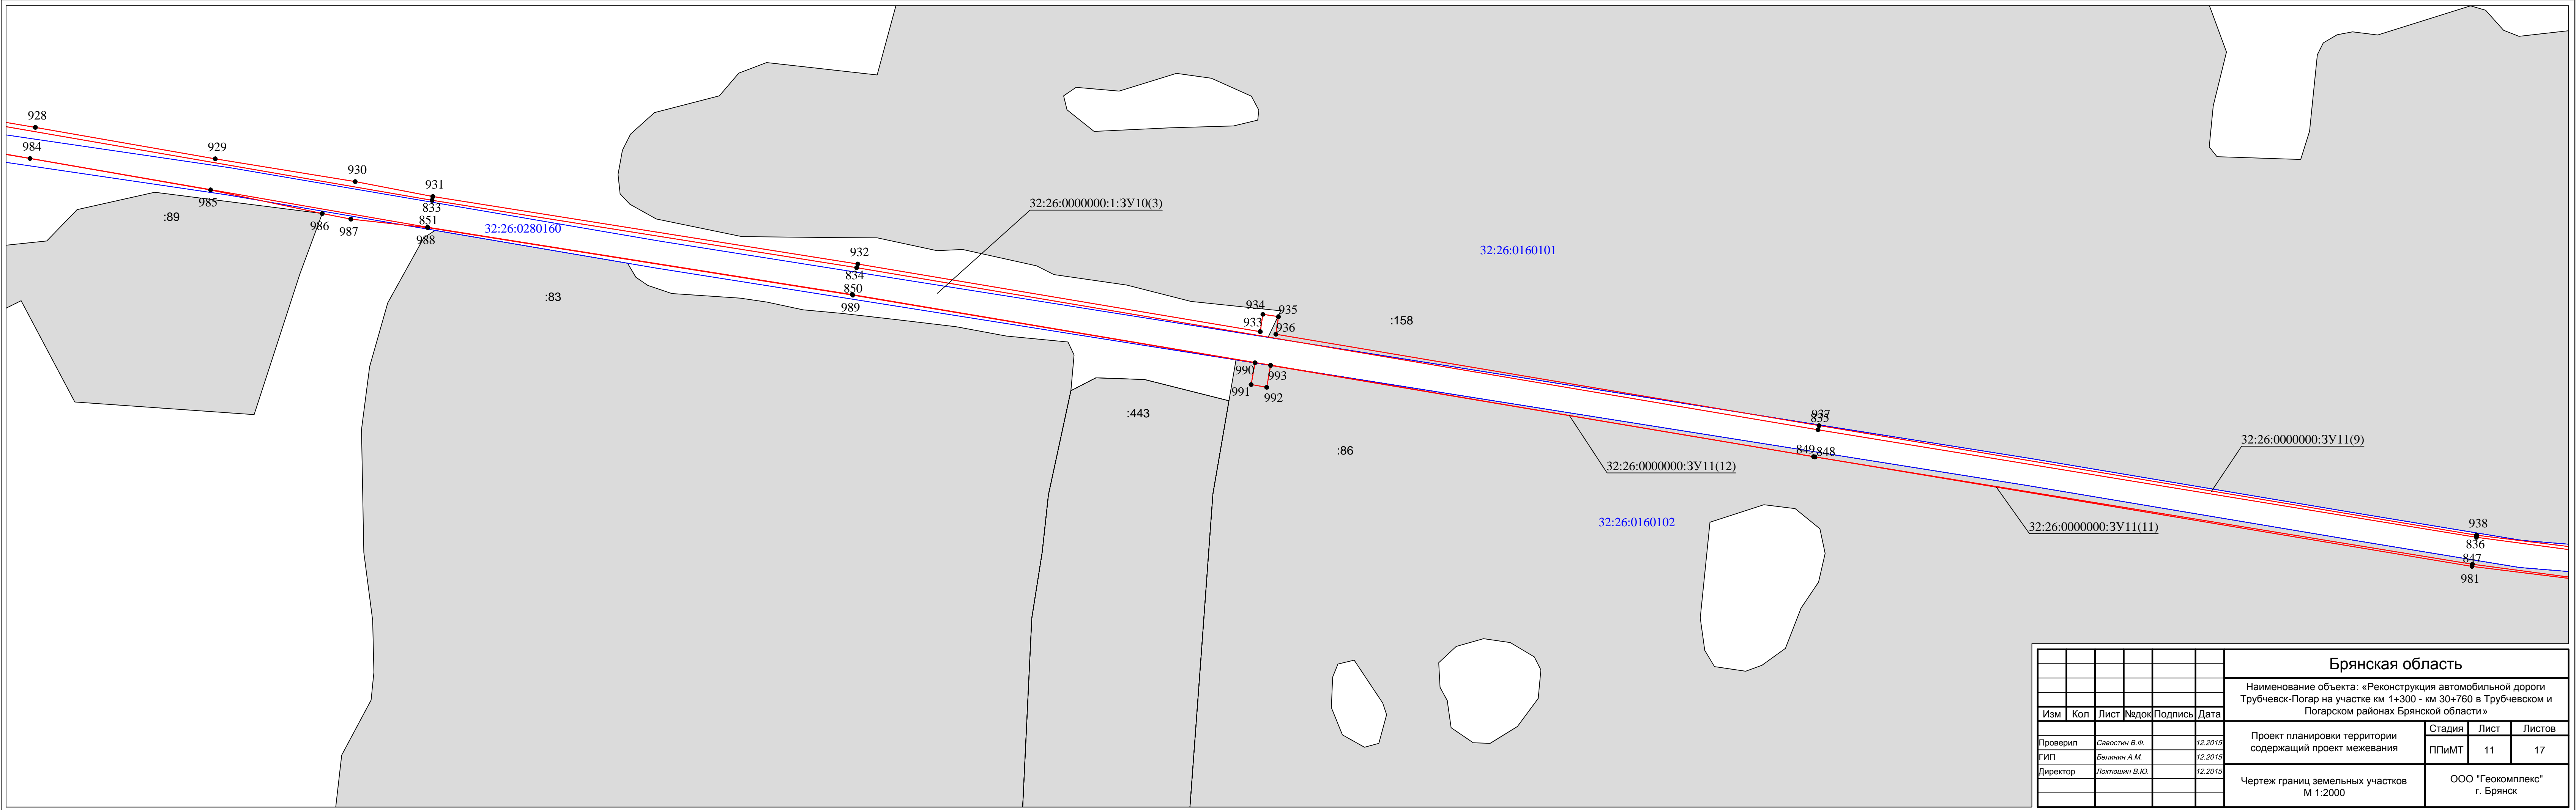 928
984
929
930
931
833
985
:89
986
987
851
988
32:26:0280160
32:26:0000000:1:ЗУ10(3)
932
834
850
989
:83
32:26:0160101
934
935
933
936
:158
990
993
991
992
:443
:86
937
835
849
848
32:26:0000000:ЗУ11(9)
32:26:0000000:ЗУ11(12)
32:26:0160102
32:26:0000000:ЗУ11(11)
938
836
847
981
Брянская область
Наименование объекта: «Реконструкция автомобильной дороги
Трубчевск-Погар на участке км 1+300 - км 30+760 в Трубчевском и
Погарском районах Брянской области»
Изм Кол Лист №док Подпись Дата
Проект планировки территории
содержащий проект межевания
Стадия Лист Листов
ППиМТ 11 17
Проверил Савостин В.Ф. 12.2015
ГИП Белинин А.М. 12.2015
Директор Локтюшин В.Ю. 12.2015
Чертеж границ земельных участков
М 1:2000
ООО "Геокомплекс"
г. Брянск